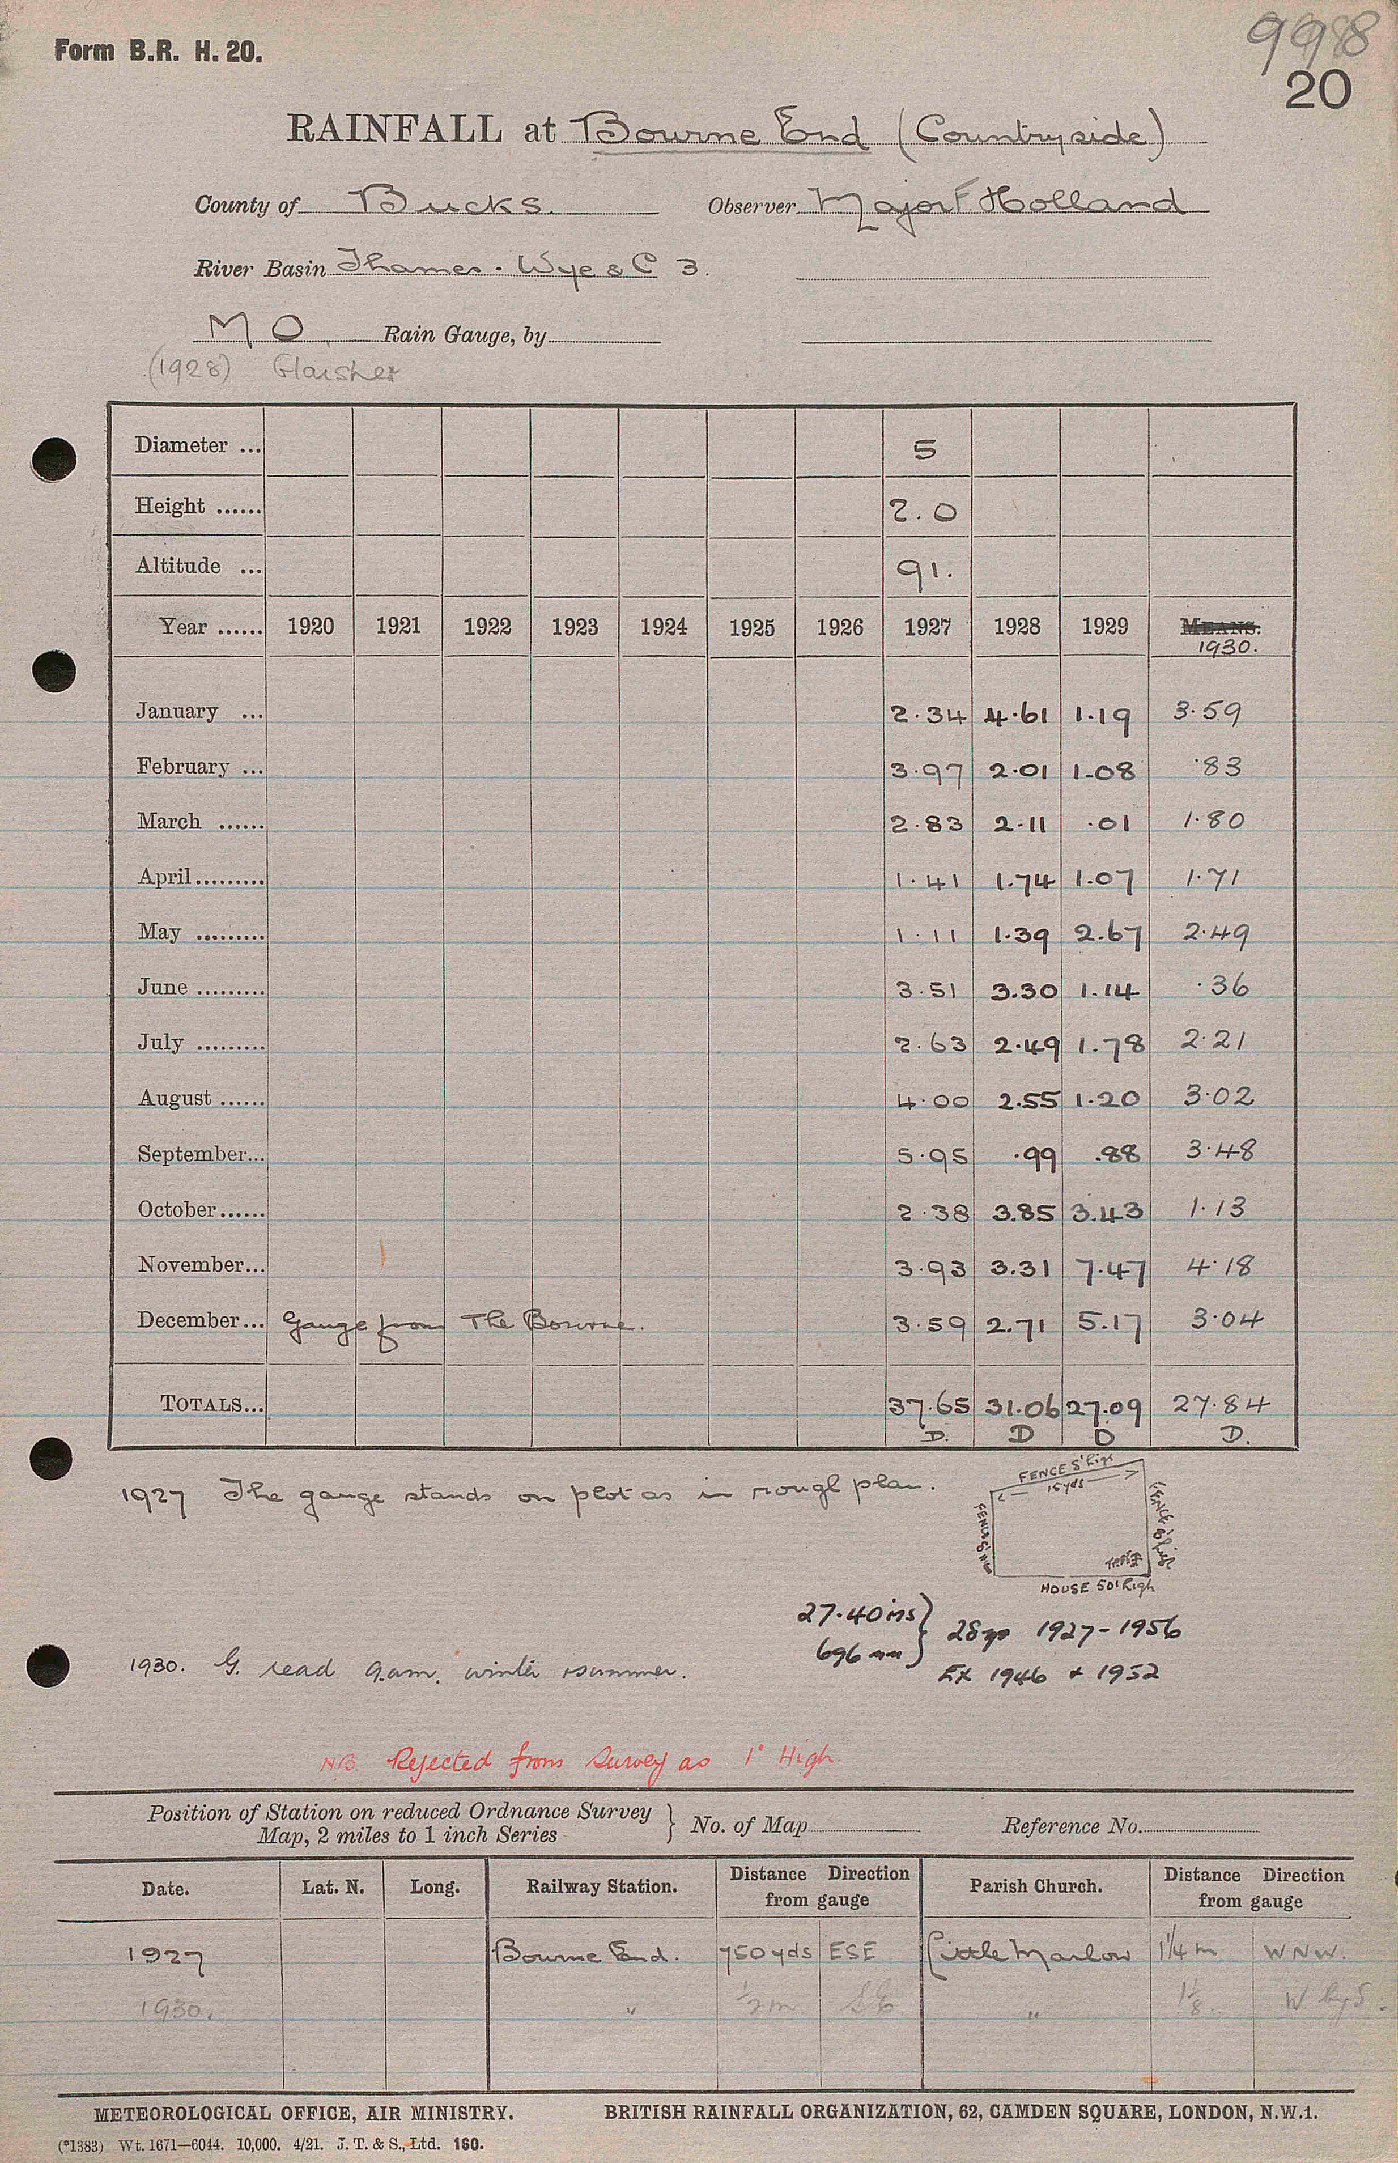 Form B.R. H. 20.
998
20
RAINFALL at Bourne End (Countryside)
County of Bucks. Observer Major F Holland
River Basin Thames - Wye & C 3.
M O Rain Gauge, by
(1928) Glaisher
Diameter ... 5
Height ...... 2.0
Altitude ... 91.
Year ...... 1920 1921 1922 1923 1924 1925 1926 1927 1928 1929 MEANS. 1930.
January ... 2.34 4.61 1.19 3.59
February ... 3.97 2.01 1.08 .83
March ...... 2.83 2.11 .01 1.80
April......... 1.41 1.74 1.07 1.71
May ......... 1.11 1.39 2.67 2.49
June ......... 3.51 3.30 1.14 .36
July ......... 2.63 2.49 1.78 2.21
August ...... 4.00 2.55 1.20 3.02
September... 5.95 .99 .88 3.48
October...... 2.38 3.85 3.43 1.13
November... 3.93 3.31 7.47 4.18
December... Gauge from The Bourne. 3.59 2.71 5.17 3.04
TOTALS... 37.65 31.06 27.09 27.84
D. D D D.
1927 The gauge stands on plot as in rough plan.
FENCE 5' high
15 yds
FENCE 5' high
FENCE high
HOUSE 50' high
27.40 ins } 28 yrs 1927-1956
696 mm } Ex 1946 + 1952
1930. G. read 9am. winter & summer.
NB. Rejected from Survey as 1° High
Position of Station on reduced Ordnance Survey } No. of Map Reference No.
Map, 2 miles to 1 inch Series
Date. Lat. N. Long. Railway Station. Distance Direction from gauge Parish Church. Distance Direction from gauge
1927 Bourne End. 750 yds ESE Little Marlow 1¼ m WNW.
1930. " ½ m SE " 1⅛ W by S.
METEOROLOGICAL OFFICE, AIR MINISTRY. BRITISH RAINFALL ORGANIZATION, 62, CAMDEN SQUARE, LONDON, N.W.1.
(*1383) Wt. 1671—6044. 10,000. 4/21. J. T. & S., Ltd. 160.